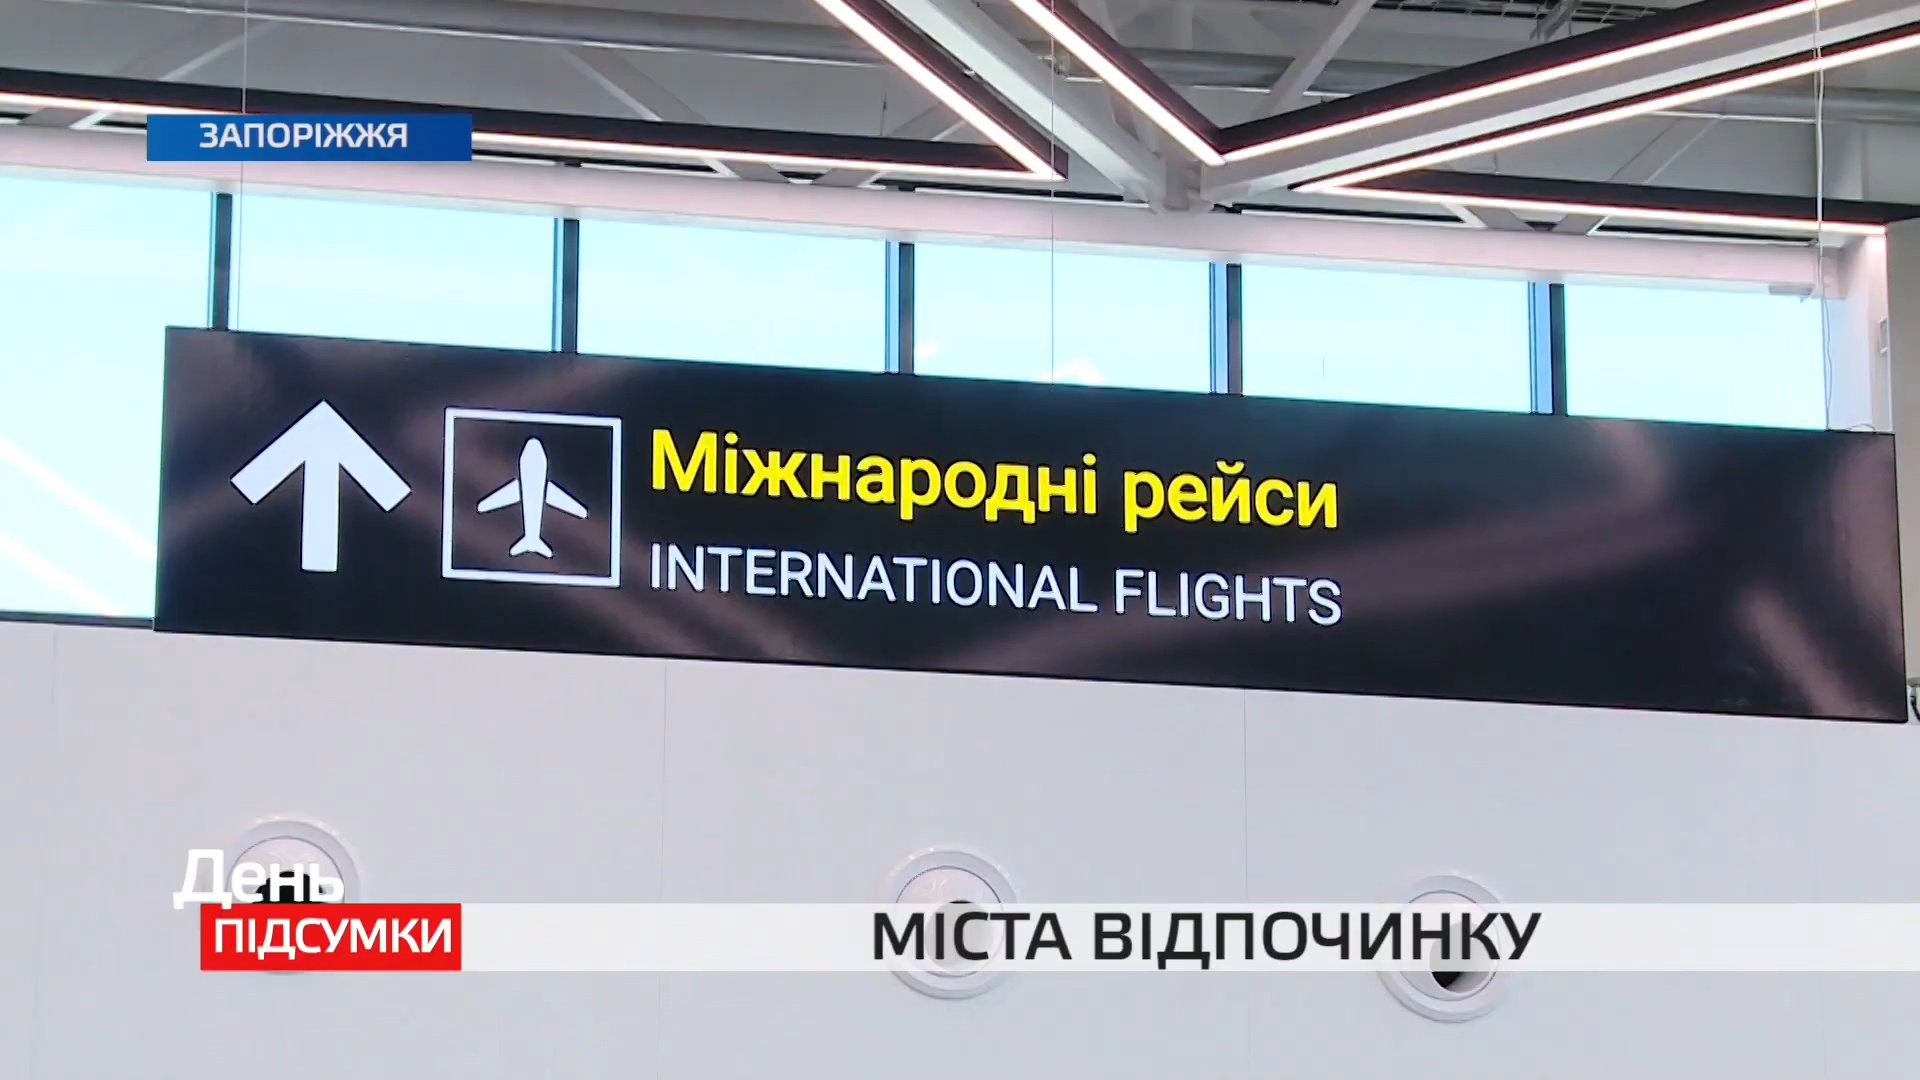 ЗАПОРІЖЖЯ
Міжнародні рейси
INTERNATIONAL FLIGHTS
День
ПІДСУМКИ
МІСТА ВІДПОЧИНКУ